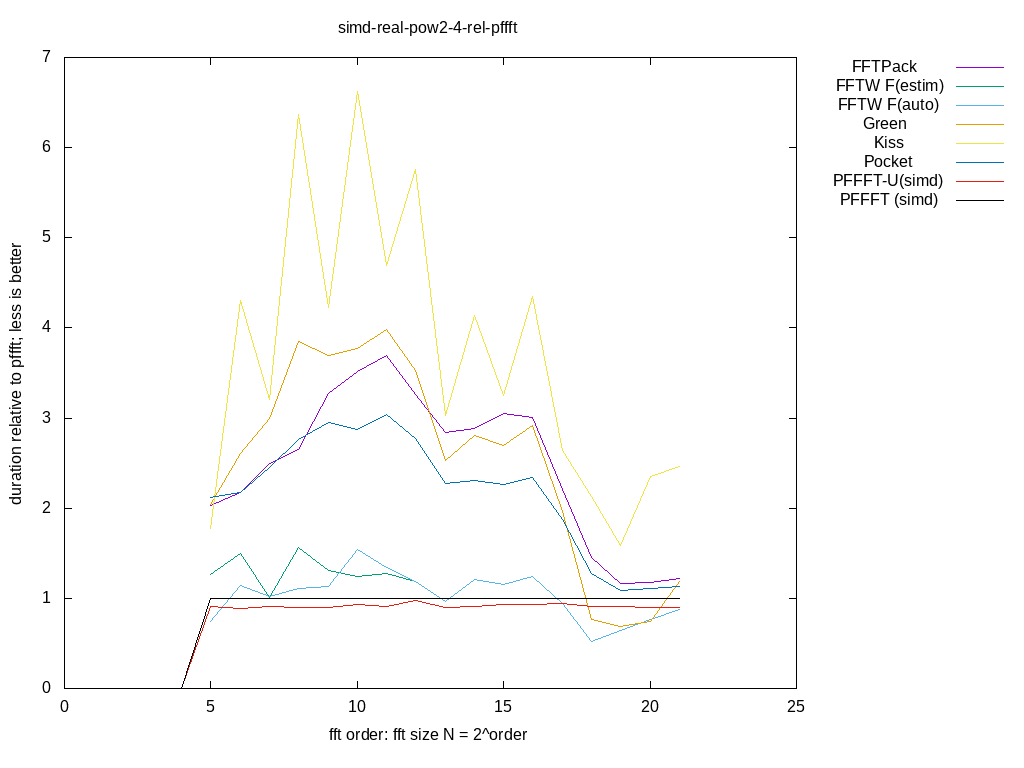 simd-real-pow2-4-rel-pffft
7
6
5
4
3
2
1
0
duration relative to pffft; less is better
0
5
10
15
20
25
fft order: fft size N = 2^order
FFTPack
FFTW F(estim)
FFTW F(auto)
Green
Kiss
Pocket
PFFFT-U(simd)
PFFFT (simd)